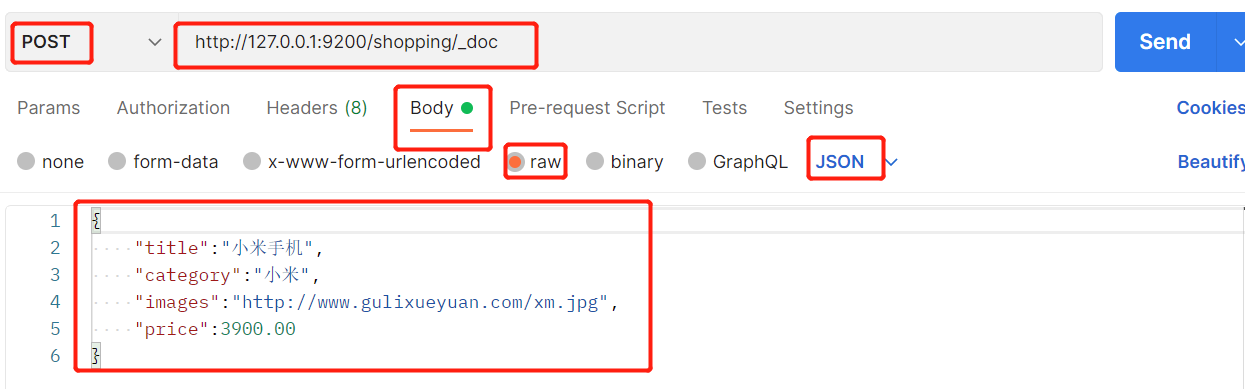 POST http://127.0.0.1:9200/shopping/_doc Send
Params Authorization Headers (8) Body Pre-request Script Tests Settings Cookies
none form-data x-www-form-urlencoded raw binary GraphQL JSON Beautify
1 {
2 "title":"小米手机",
3 "category":"小米",
4 "images":"http://www.gulixueyuan.com/xm.jpg",
5 "price":3900.00
6 }